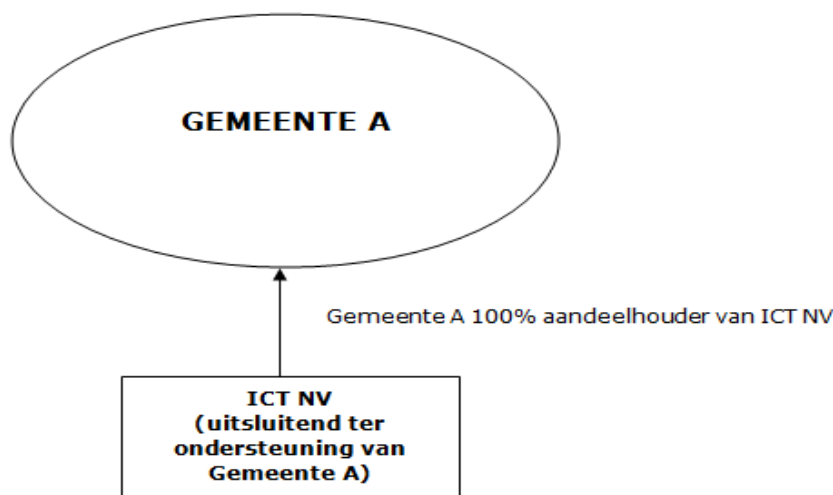 GEMEENTE A
Gemeente A 100% aandeelhouder van ICT NV
ICT NV
(uitsluitend ter
ondersteuning van
Gemeente A)